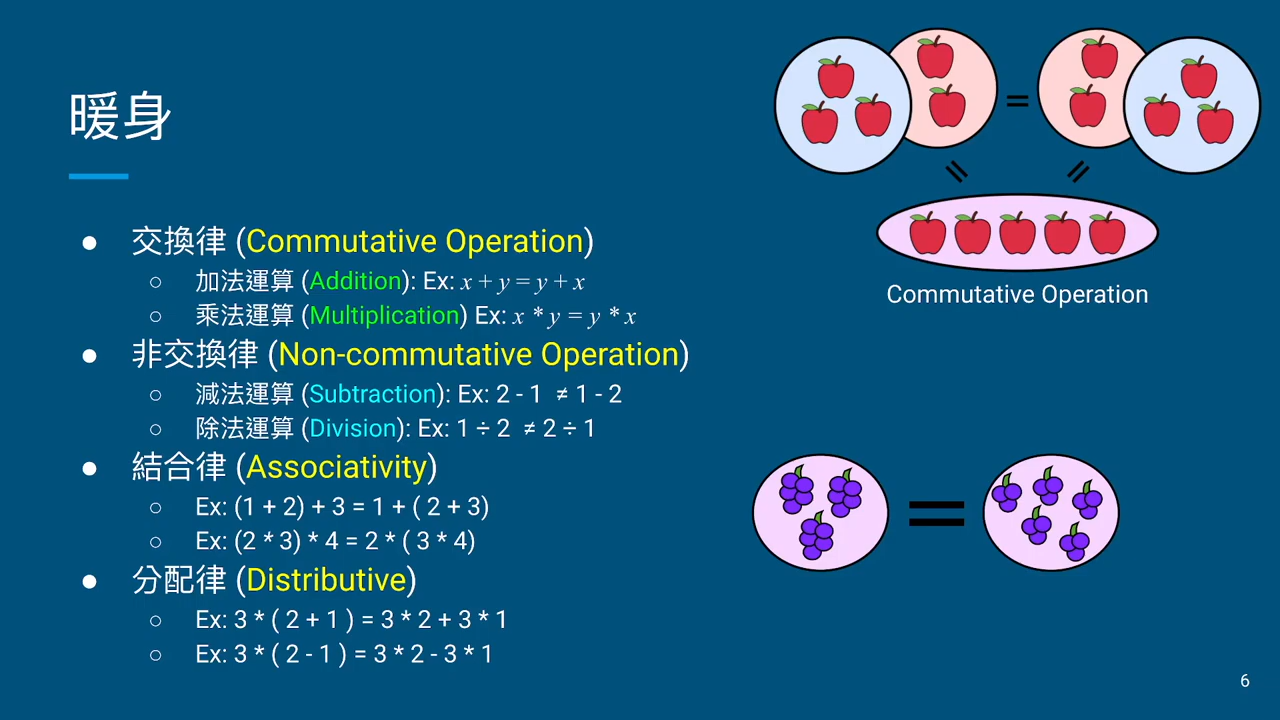 暖身
● 交換律 (Commutative Operation)
○ 加法運算 (Addition): Ex: x + y = y + x
○ 乘法運算 (Multiplication) Ex: x * y = y * x
● 非交換律 (Non-commutative Operation)
○ 減法運算 (Subtraction): Ex: 2 - 1 ≠ 1 - 2
○ 除法運算 (Division): Ex: 1 ÷ 2 ≠ 2 ÷ 1
● 結合律 (Associativity)
○ Ex: (1 + 2) + 3 = 1 + ( 2 + 3)
○ Ex: (2 * 3) * 4 = 2 * ( 3 * 4)
● 分配律 (Distributive)
○ Ex: 3 * ( 2 + 1 ) = 3 * 2 + 3 * 1
○ Ex: 3 * ( 2 - 1 ) = 3 * 2 - 3 * 1
=
= =
Commutative Operation
=
6